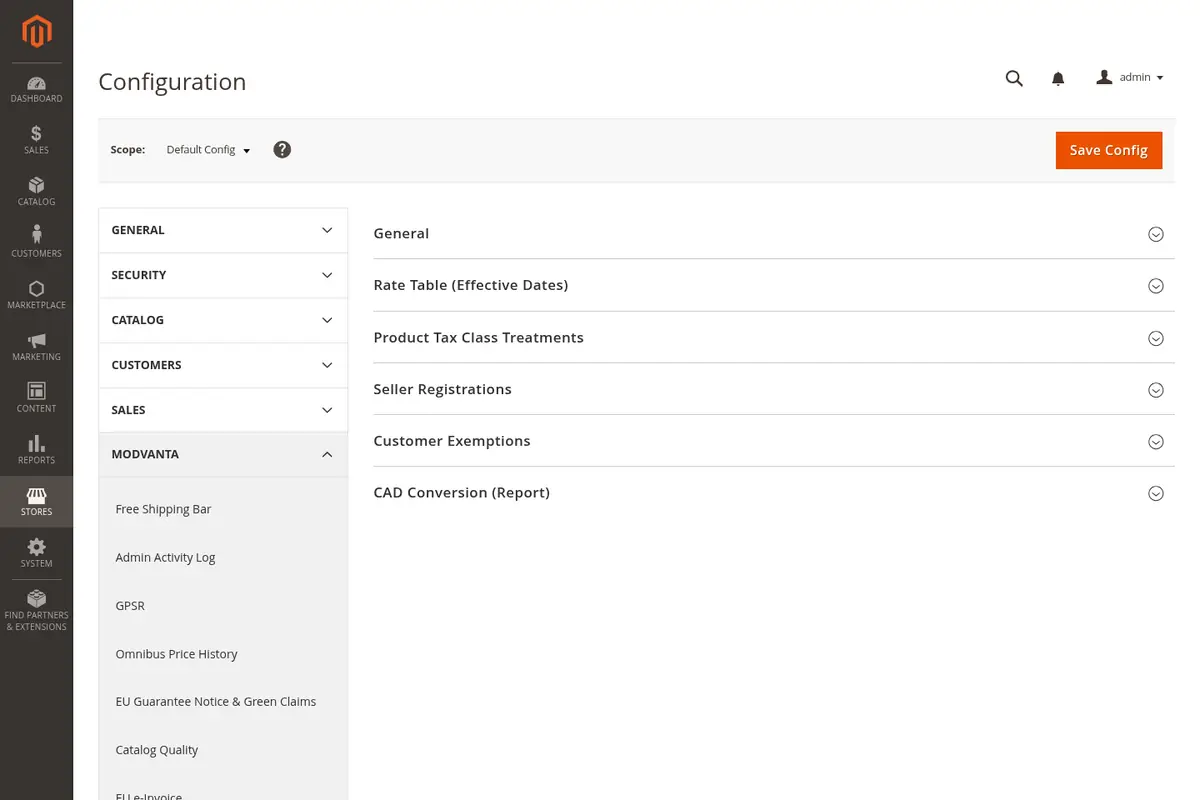 DASHBOARD
SALES
CATALOG
CUSTOMERS
MARKETPLACE
MARKETING
CONTENT
REPORTS
STORES
SYSTEM
FIND PARTNERS
& EXTENSIONS
Configuration
admin
Scope:
Default Config
?
Save Config
GENERAL
SECURITY
CATALOG
CUSTOMERS
SALES
MODVANTA
Free Shipping Bar
Admin Activity Log
GPSR
Omnibus Price History
EU Guarantee Notice & Green Claims
Catalog Quality
EU e-Invoice
General
Rate Table (Effective Dates)
Product Tax Class Treatments
Seller Registrations
Customer Exemptions
CAD Conversion (Report)